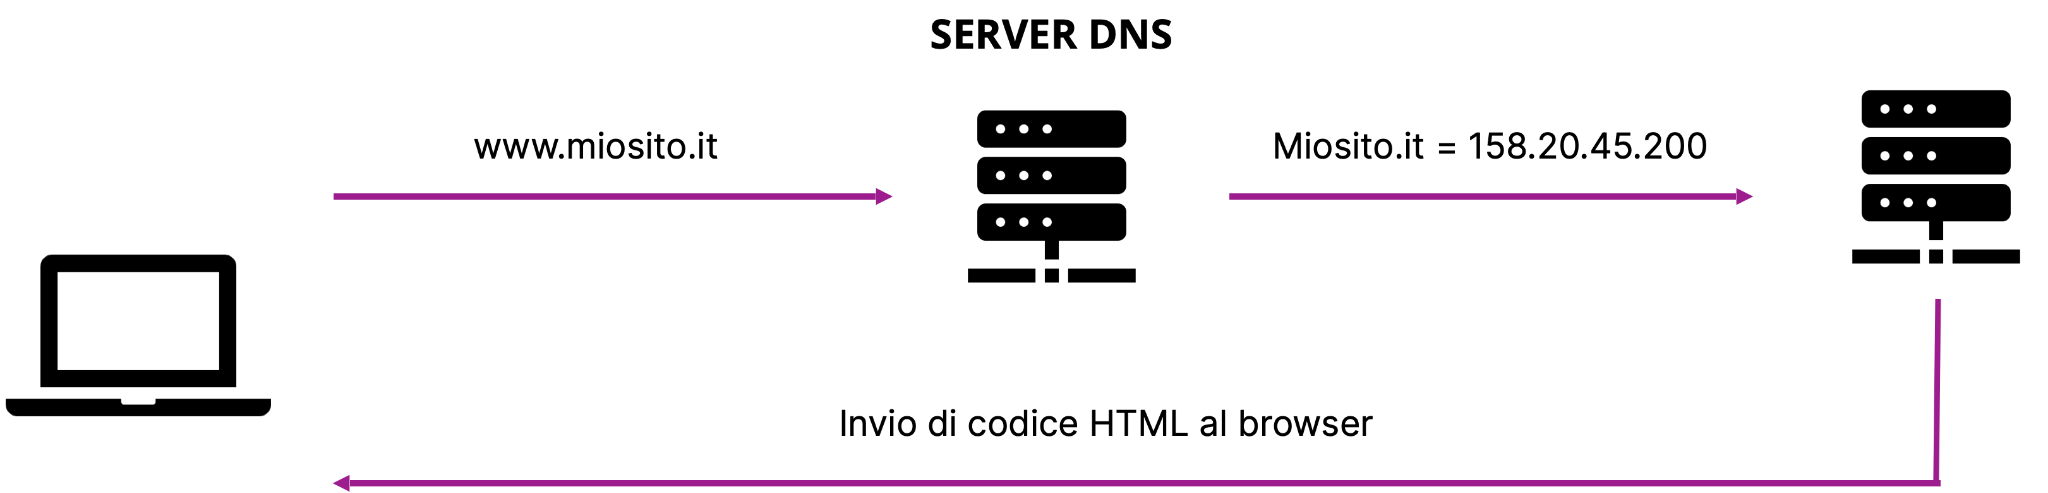 SERVER DNS
www.miosito.it
Miosito.it = 158.20.45.200
Invio di codice HTML al browser